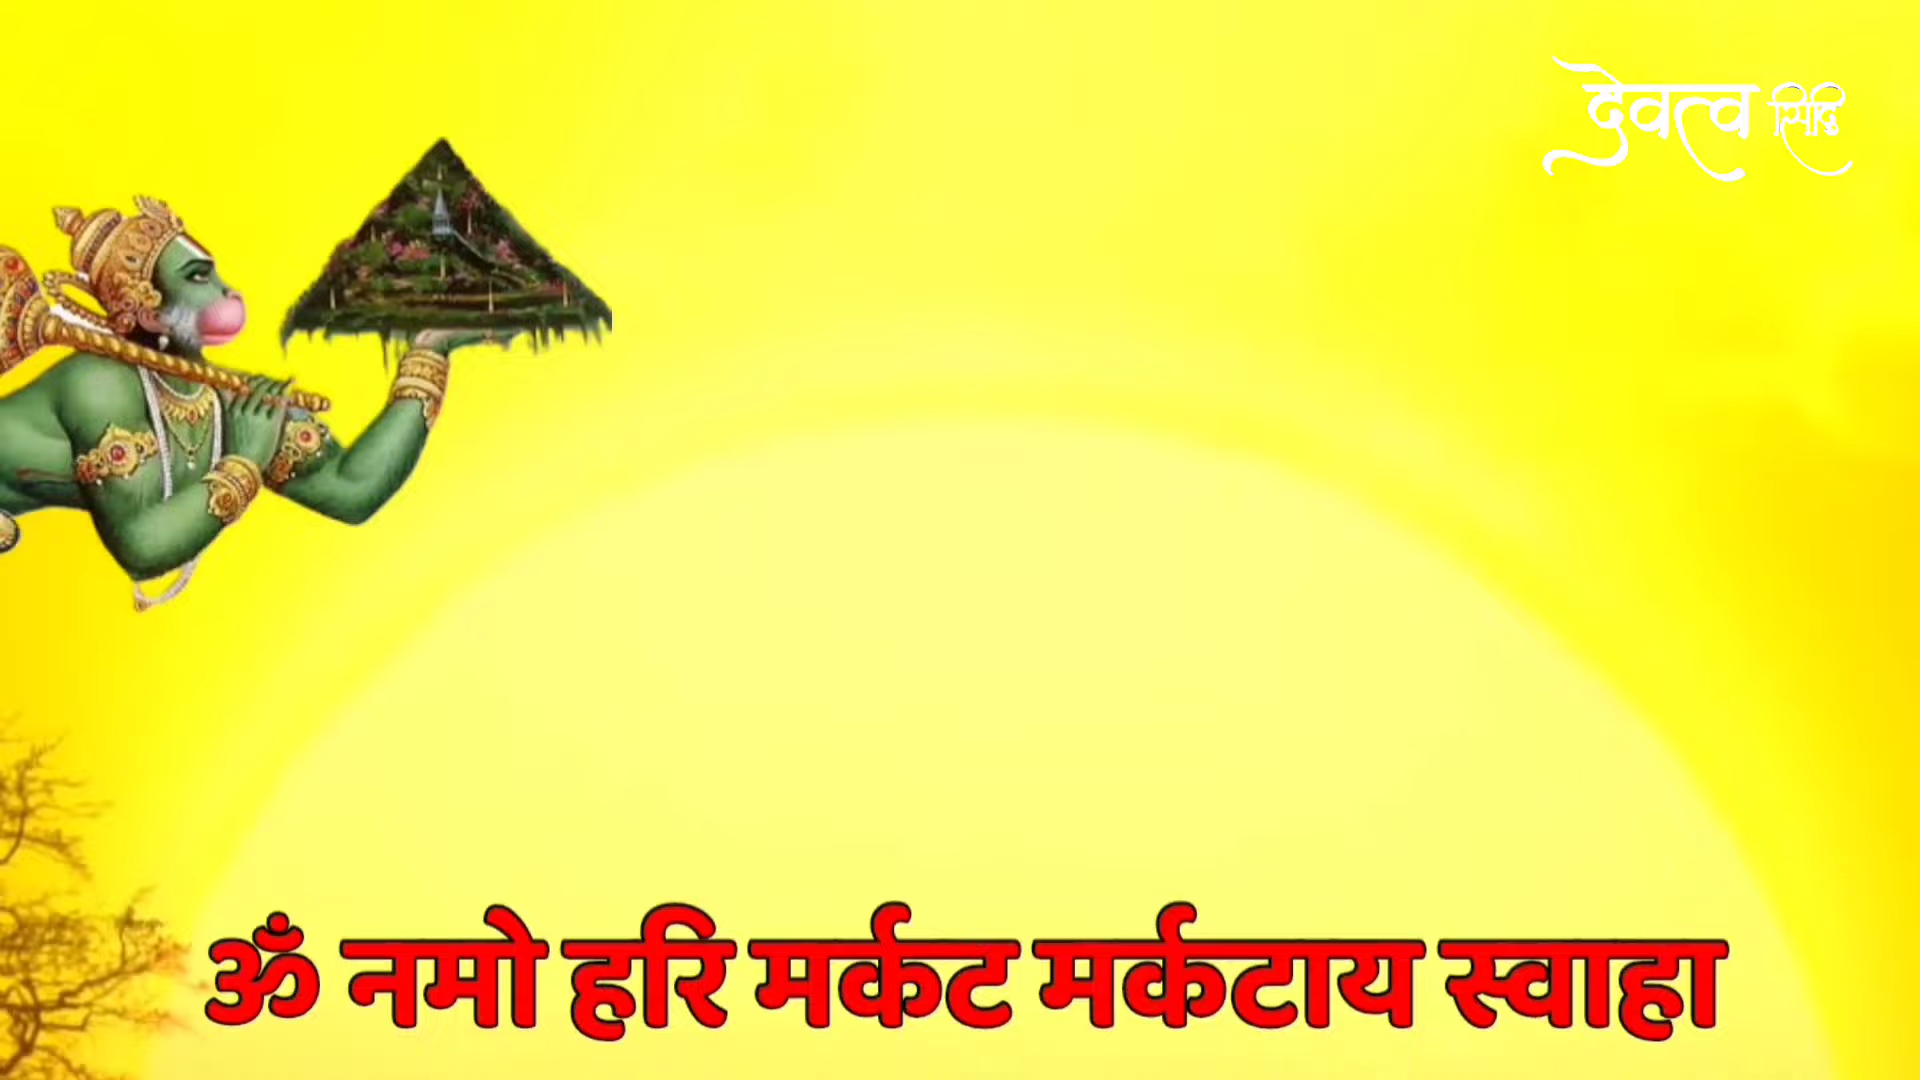 देवत्व सिद्धि
ॐ नमो हरि मर्कट मर्कटाय स्वाहा